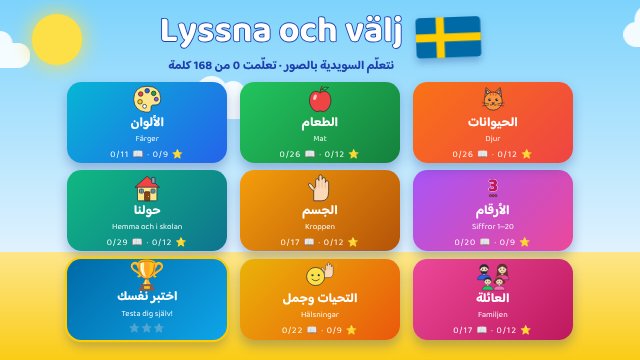 Lyssna och välj
نتعلّم السويدية بالصور · تعلّمت 0 من 168 كلمة
الحيوانات
Djur
0/26 · 0/12
الطعام
Mat
0/26 · 0/12
الألوان
Färger
0/11 · 0/9
الأرقام
Siffror 1–20
0/20 · 0/9
الجسم
Kroppen
0/17 · 0/12
حولنا
Hemma och i skolan
0/29 · 0/12
العائلة
Familjen
0/17 · 0/12
التحيات وجمل
Hälsningar
0/22 · 0/9
اختبر نفسك
Testa dig själv!